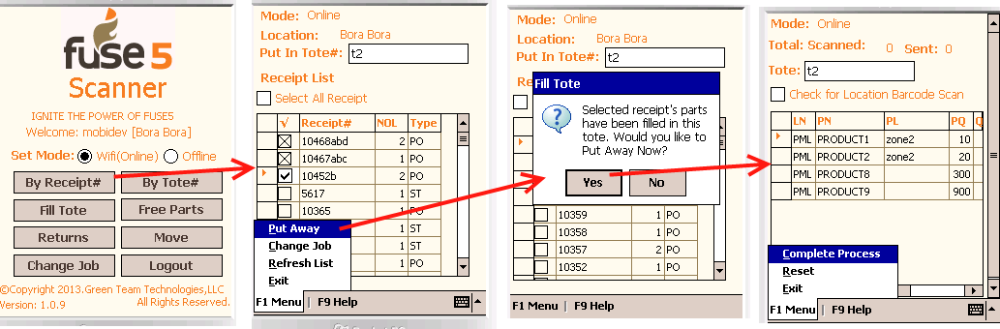 fuse 5
Scanner
IGNITE THE POWER OF FUSE5
Welcome: mobidev [Bora Bora]
Set Mode: Wifi(Online) Offline
By Receipt# By Tote#
Fill Tote Free Parts
Returns Move
Change Job Logout
©Copyright 2013.Green Team Technologies,LLC
Version: 1.0.9 All Rights Reserved.
Mode: Online
Location: Bora Bora
Put In Tote#: t2
Receipt List
Select All Receipt
√ Receipt# NOL Type
10468abd 2 PO
10467abc 1 PO
10452b 2 PO
5617 1 ST
10365 1 PO
1 ST
1 ST
1 PO
Put Away
Change Job
Refresh List
Exit
F1 Menu | F9 Help
Mode: Online
Location: Bora Bora
Put In Tote#: t2
Re
Fill Tote
Selected receipt's parts
have been filled in this
tote. Would you like to
Put Away Now?
Yes No
10359 1 PO
10358 1 PO
10357 2 PO
10352 1 PO
F1 Menu | F9 Help
Mode: Online
Total: Scanned: 0 Sent: 0
Tote: t2
Check for Location Barcode Scan
LN PN PL PQ Q
PML PRODUCT1 zone2 10
PML PRODUCT2 zone2 20
PML PRODUCT8 300
PML PRODUCT9 900
Complete Process
Reset
Exit
F1 Menu | F9 Help